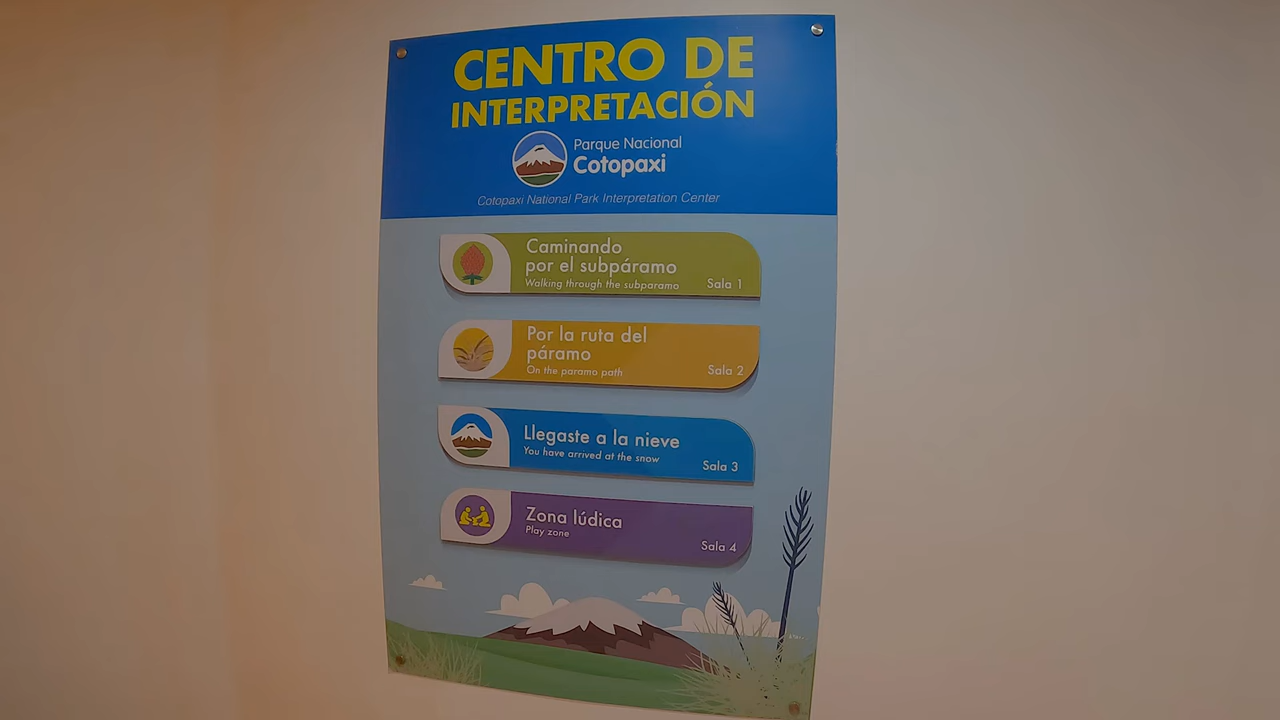 CENTRO DE
INTERPRETACIÓN
Parque Nacional
Cotopaxi
Cotopaxi National Park Interpretation Center
Caminando
por el subpáramo
Walking through the subparamo
Sala 1
Por la ruta del
páramo
On the paramo path
Sala 2
Llegaste a la nieve
You have arrived at the snow
Sala 3
Zona lúdica
Play zone
Sala 4